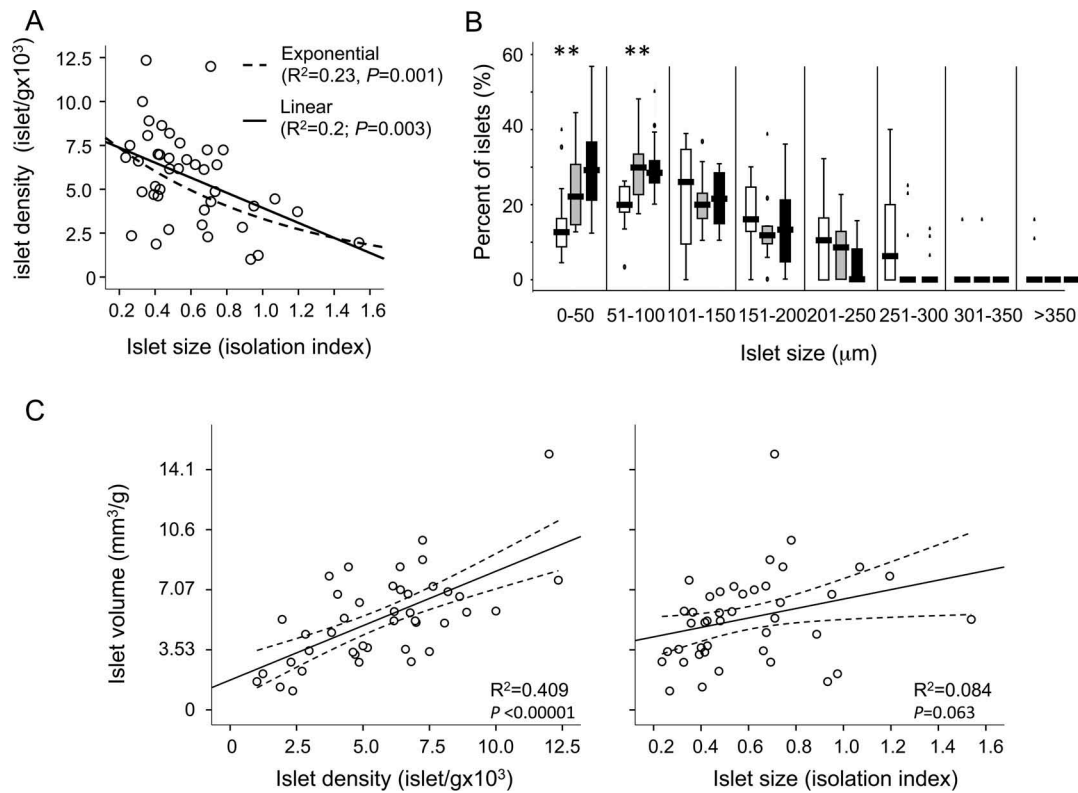 A
islet density (islet/gx10³)
12.5
10.0
7.5
5.0
2.5
0
0.2 0.4 0.6 0.8 1.0 1.2 1.4 1.6
Islet size (isolation index)
Exponential
(R²=0.23, P=0.001)
Linear
(R²=0.2; P=0.003)
B
Percent of islets (%)
60
40
20
0
** **
0-50 51-100 101-150 151-200 201-250 251-300 301-350 >350
Islet size (μm)
C
Islet volume (mm³/g)
14.1
10.6
7.07
3.53
0
R²=0.409
P <0.00001
0 2.5 5.0 7.5 10.0 12.5
Islet density (islet/gx10³)
R²=0.084
P=0.063
0.2 0.4 0.6 0.8 1.0 1.2 1.4 1.6
Islet size (isolation index)